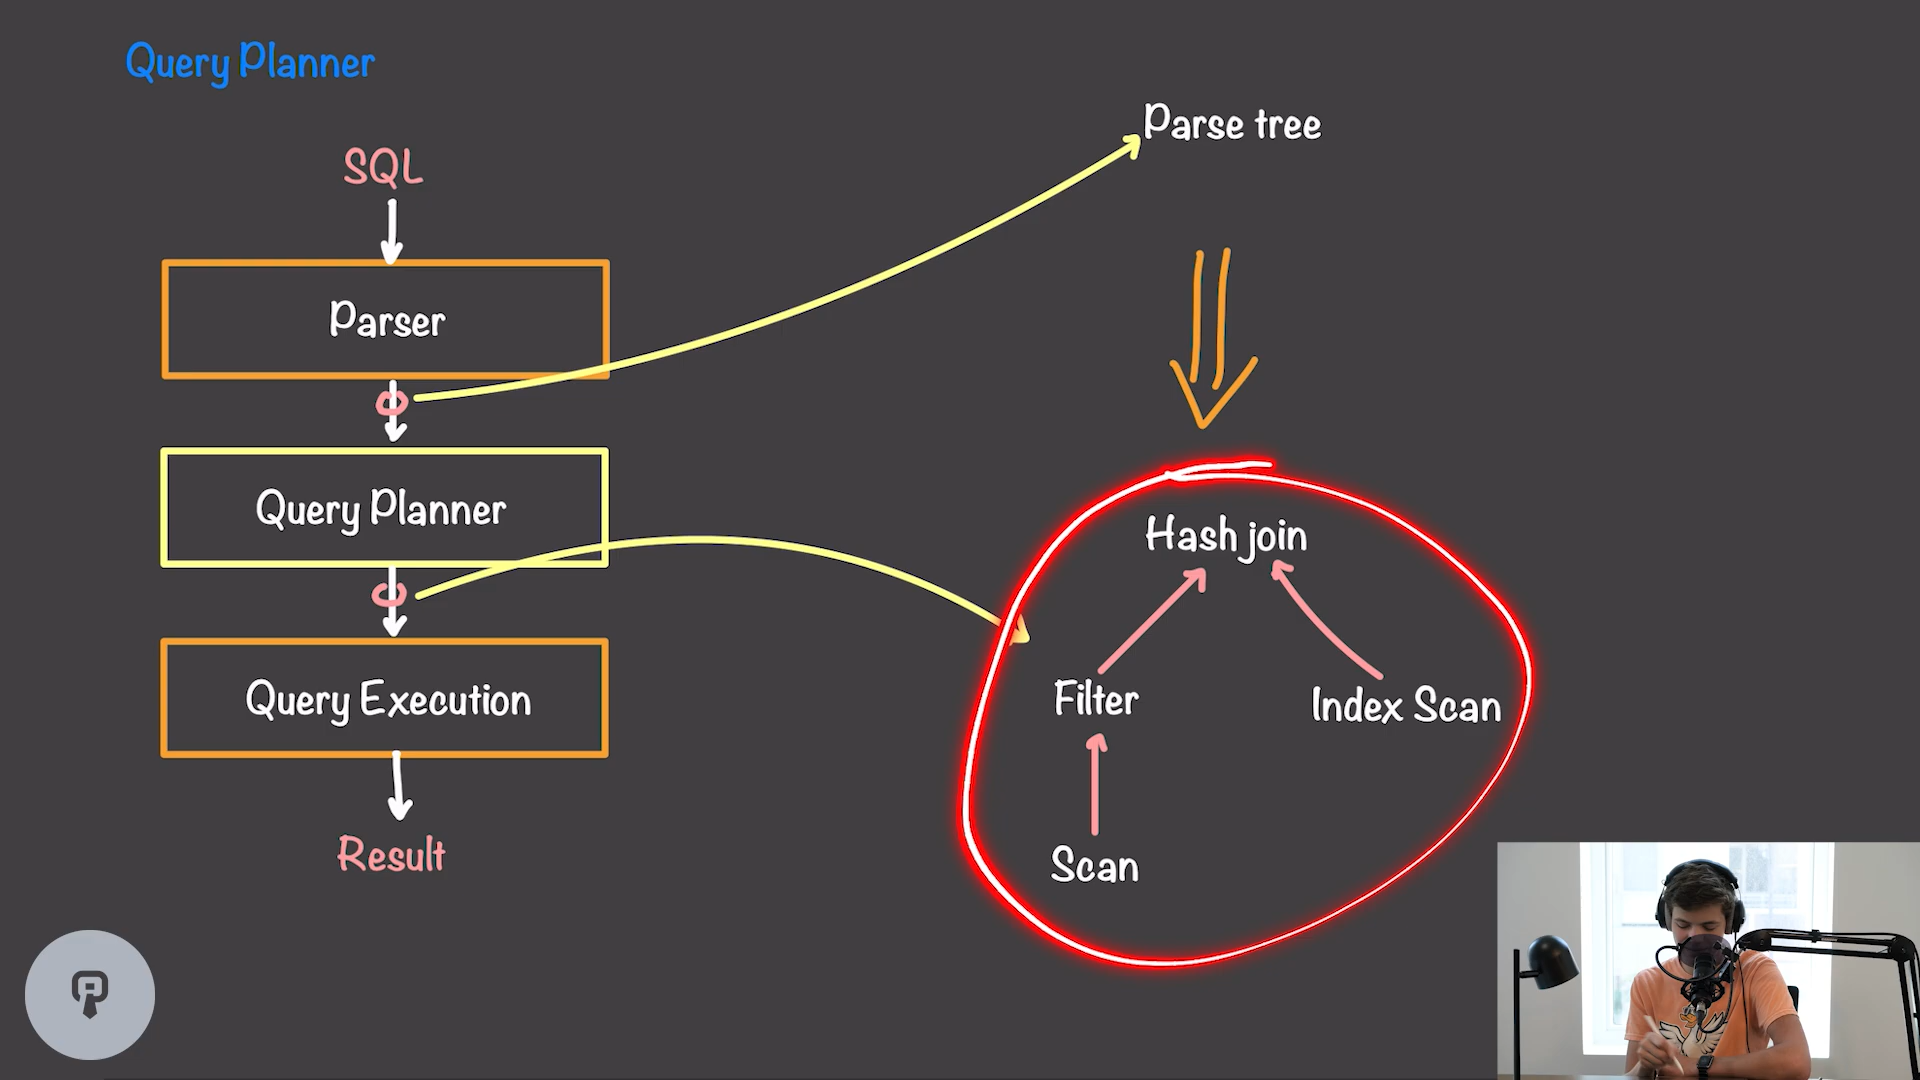 Query Planner
SQL
Parser
Query Planner
Query Execution
Result
Parse tree
Hash join
Filter
Index Scan
Scan